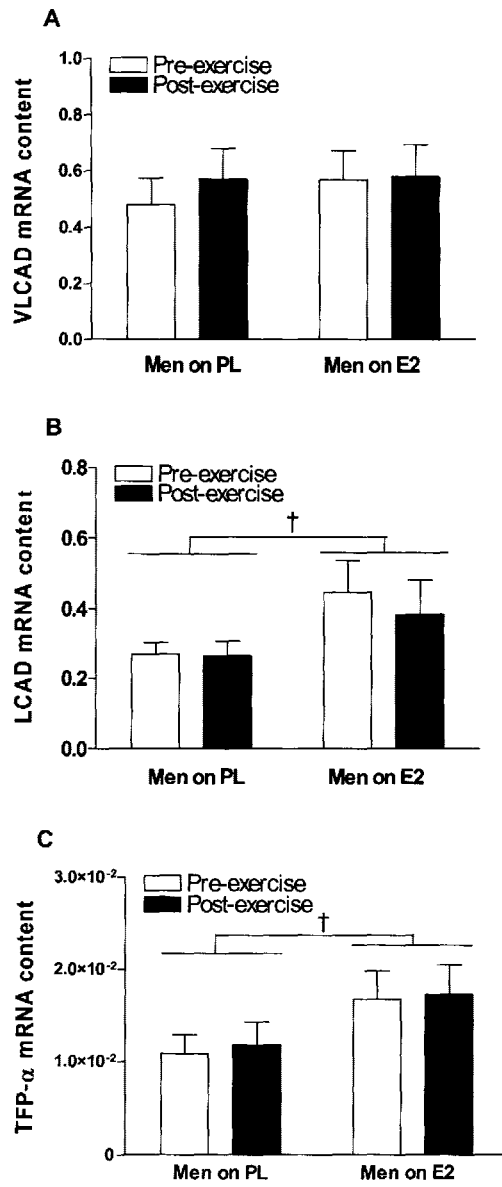 A
Pre-exercise
Post-exercise
VLCAD mRNA content
1.0
0.8
0.6
0.4
0.2
0.0
Men on PL Men on E2
B
Pre-exercise
Post-exercise
LCAD mRNA content
0.8
0.6
0.4
0.2
0.0
†
Men on PL Men on E2
C
Pre-exercise
Post-exercise
TFP-α mRNA content
3.0×10-2
2.0×10-2
1.0×10-2
0.0
†
Men on PL Men on E2